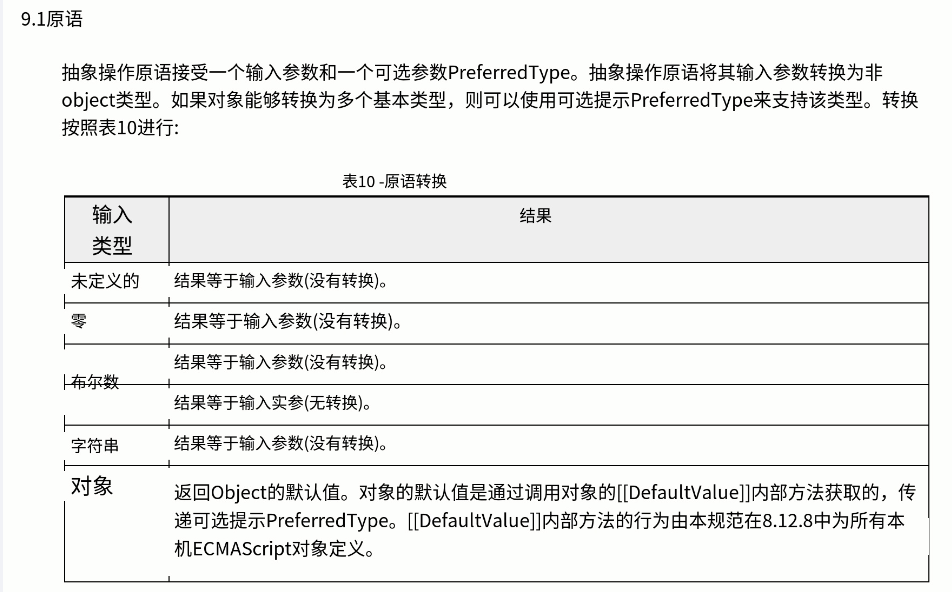 9.1原语
抽象操作原语接受一个输入参数和一个可选参数PreferredType。抽象操作原语将其输入参数转换为非
object类型。如果对象能够转换为多个基本类型，则可以使用可选提示PreferredType来支持该类型。转换
按照表10进行:
表10 -原语转换
输入
类型
结果
未定义的
结果等于输入参数(没有转换)。
零
结果等于输入参数(没有转换)。
布尔数
结果等于输入参数(没有转换)。
结果等于输入实参(无转换)。
字符串
结果等于输入参数(没有转换)。
对象
返回Object的默认值。对象的默认值是通过调用对象的[[DefaultValue]]内部方法获取的，传
递可选提示PreferredType。[[DefaultValue]]内部方法的行为由本规范在8.12.8中为所有本
机ECMAScript对象定义。